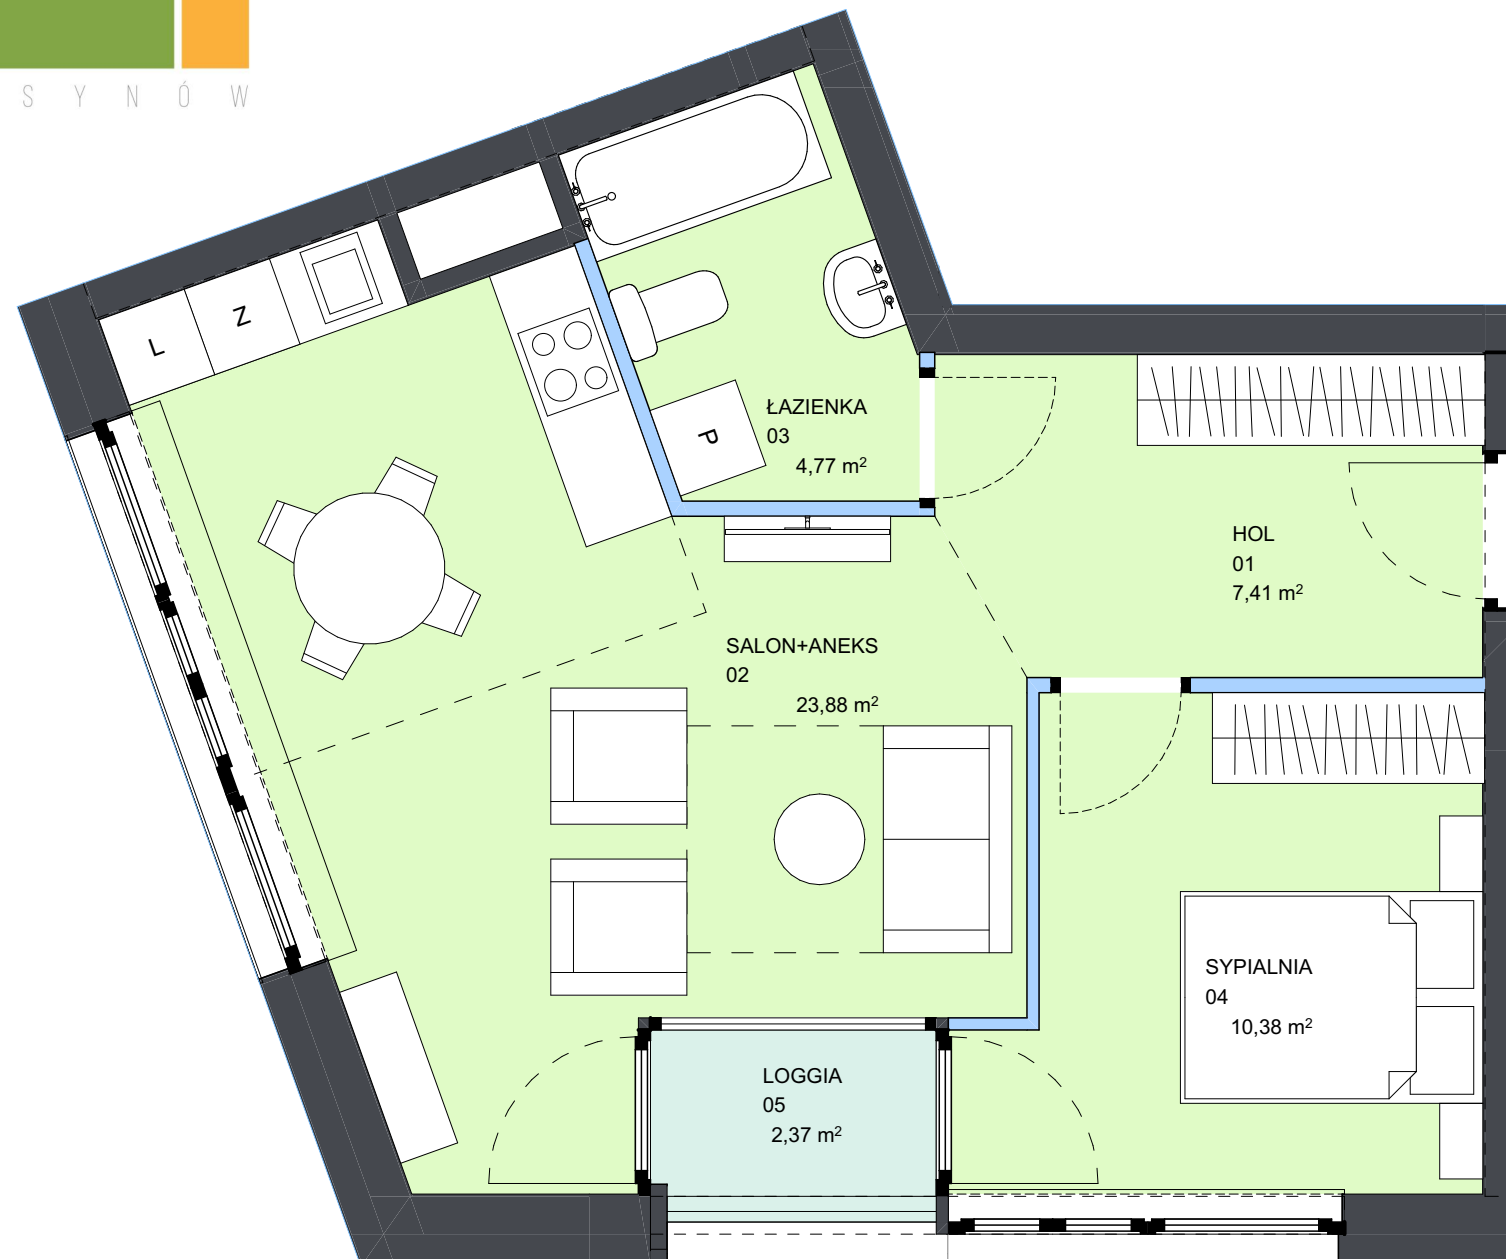 SYNÓW
L
Z
P
ŁAZIENKA
03
4,77 m²
HOL
01
7,41 m²
SALON+ANEKS
02
23,88 m²
SYPIALNIA
04
10,38 m²
LOGGIA
05
2,37 m²